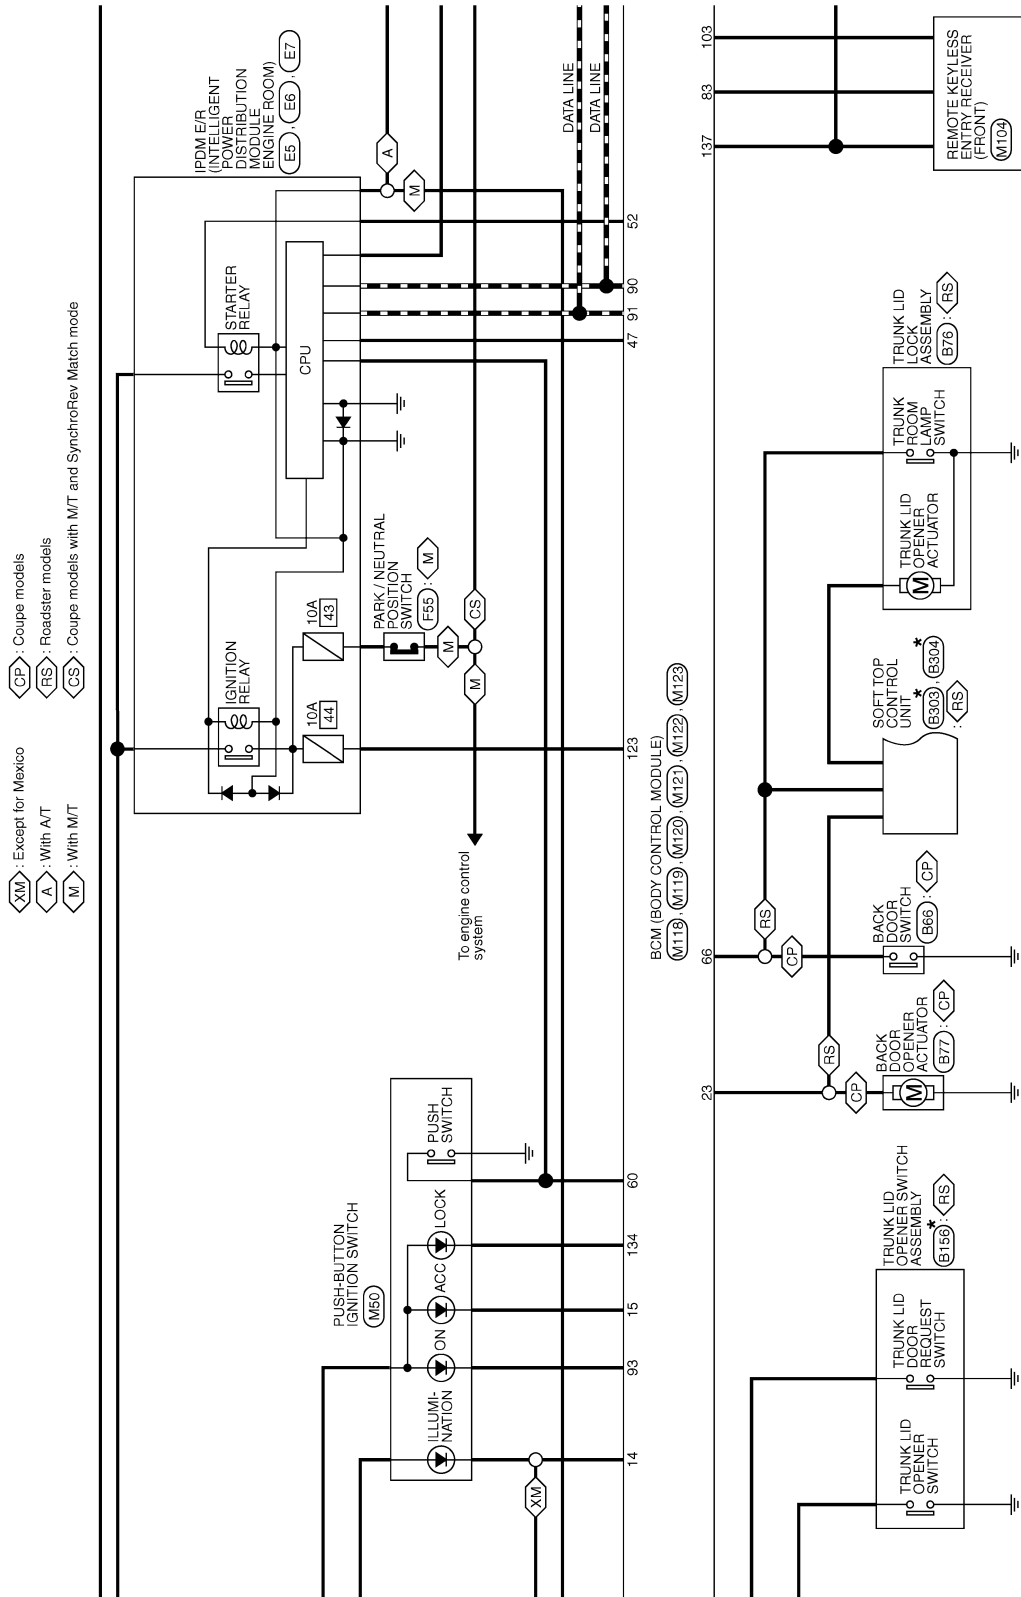 XM : Except for Mexico
A : With A/T
M : With M/T
CP : Coupe models
RS : Roadster models
CS : Coupe models with M/T and SynchroRev Match mode
IPDM E/R
(INTELLIGENT
POWER
DISTRIBUTION
MODULE
ENGINE ROOM)
E5 , E6 , E7
IGNITION
RELAY
STARTER
RELAY
CPU
10A
44
10A
43
A
M
PARK / NEUTRAL
POSITION
SWITCH
F55 : M
M
M
CS
To engine control
system
DATA LINE
DATA LINE
PUSH-BUTTON
IGNITION SWITCH
M50
ILLUMI-
NATION
ON
ACC
LOCK
PUSH
SWITCH
XM
14
93
15
134
60
123
47
91
90
52
BCM (BODY CONTROL MODULE)
M118 , M119 , M120 , M121 , M122 , M123
23
66
137
83
103
RS
CP
RS
CP
TRUNK LID
OPENER SWITCH
ASSEMBLY
B156* : RS
TRUNK LID
OPENER
SWITCH
TRUNK LID
DOOR
REQUEST
SWITCH
BACK
DOOR
OPENER
ACTUATOR
B77 : CP
M
BACK
DOOR
SWITCH
B66 : CP
SOFT TOP
CONTROL
UNIT
B303* , B304*
: RS
TRUNK LID
LOCK
ASSEMBLY
B76 : RS
TRUNK LID
OPENER
ACTUATOR
M
TRUNK
ROOM
LAMP
SWITCH
REMOTE KEYLESS
ENTRY RECEIVER
(FRONT)
M104